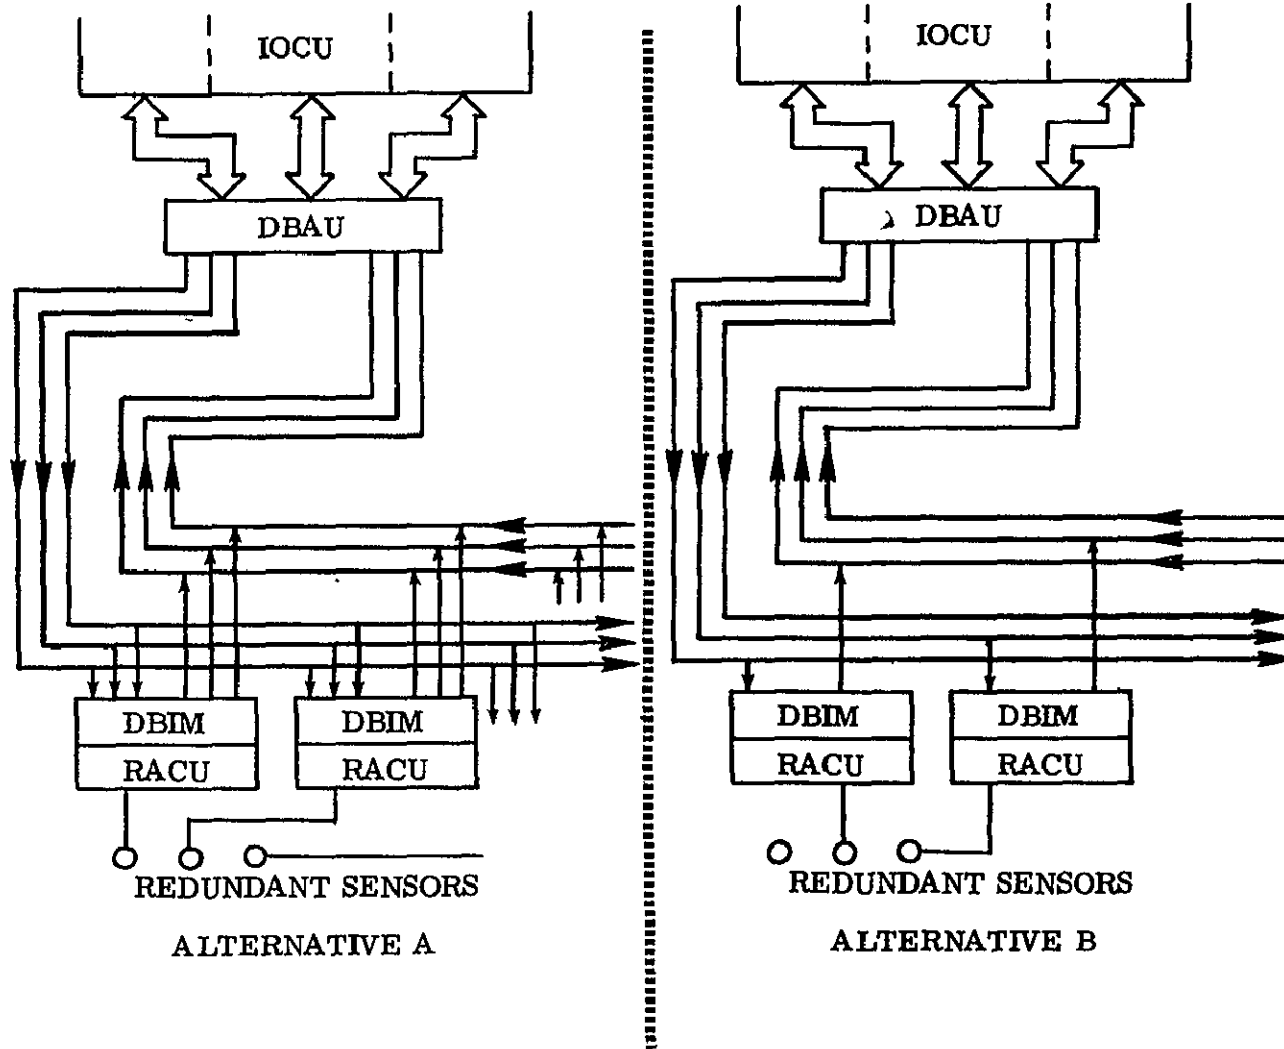 IOCU
DBAU
DBIM
RACU
DBIM
RACU
REDUNDANT SENSORS
ALTERNATIVE A
IOCU
DBAU
DBIM
RACU
DBIM
RACU
REDUNDANT SENSORS
ALTERNATIVE B